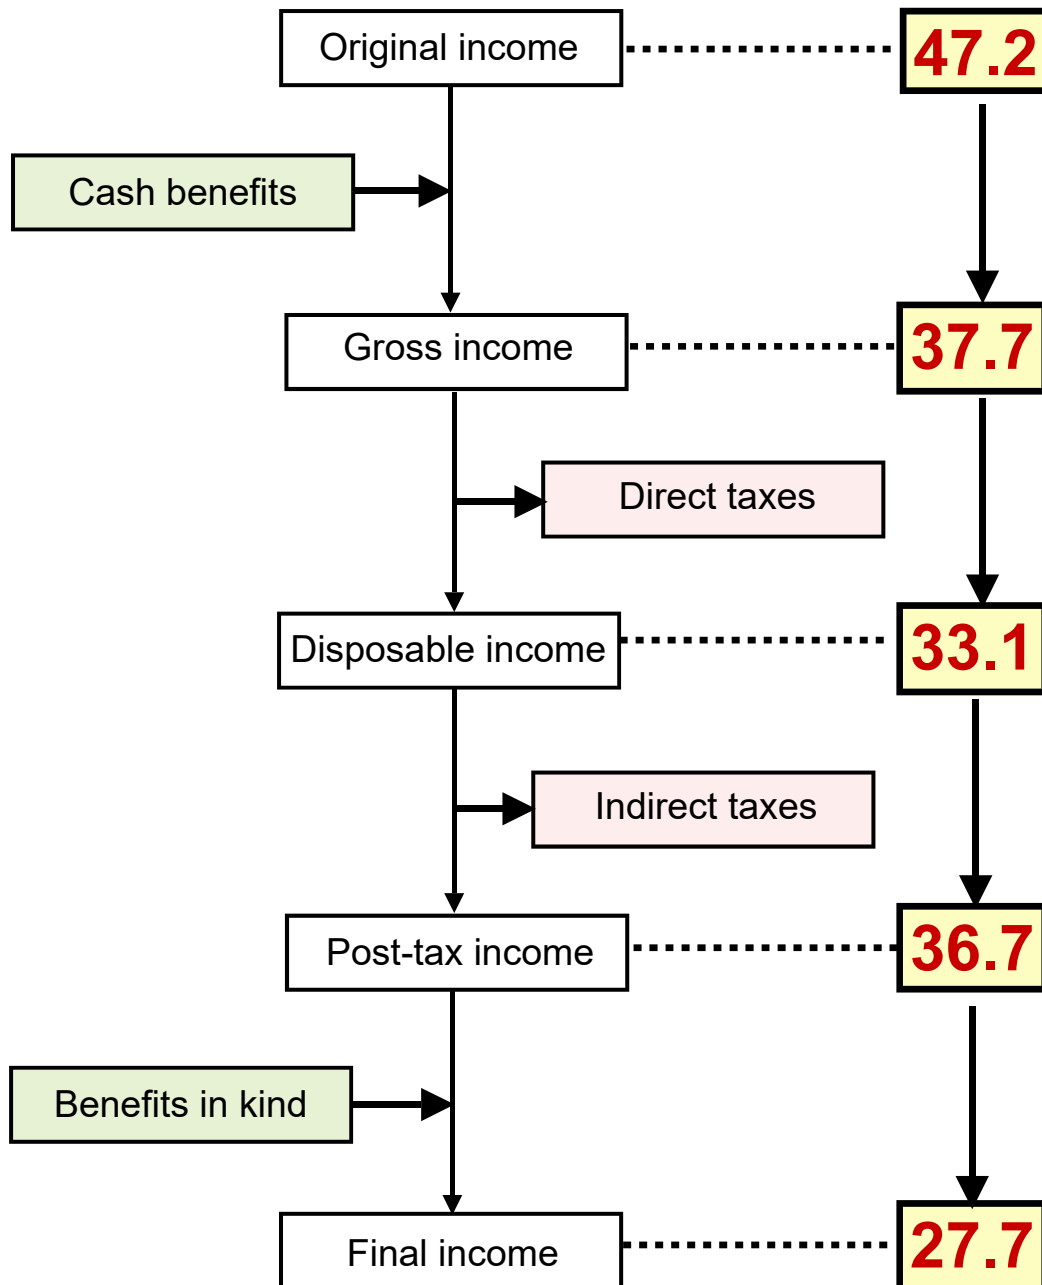 Original income
47.2
Cash benefits
Gross income
37.7
Direct taxes
Disposable income
33.1
Indirect taxes
Post-tax income
36.7
Benefits in kind
Final income
27.7